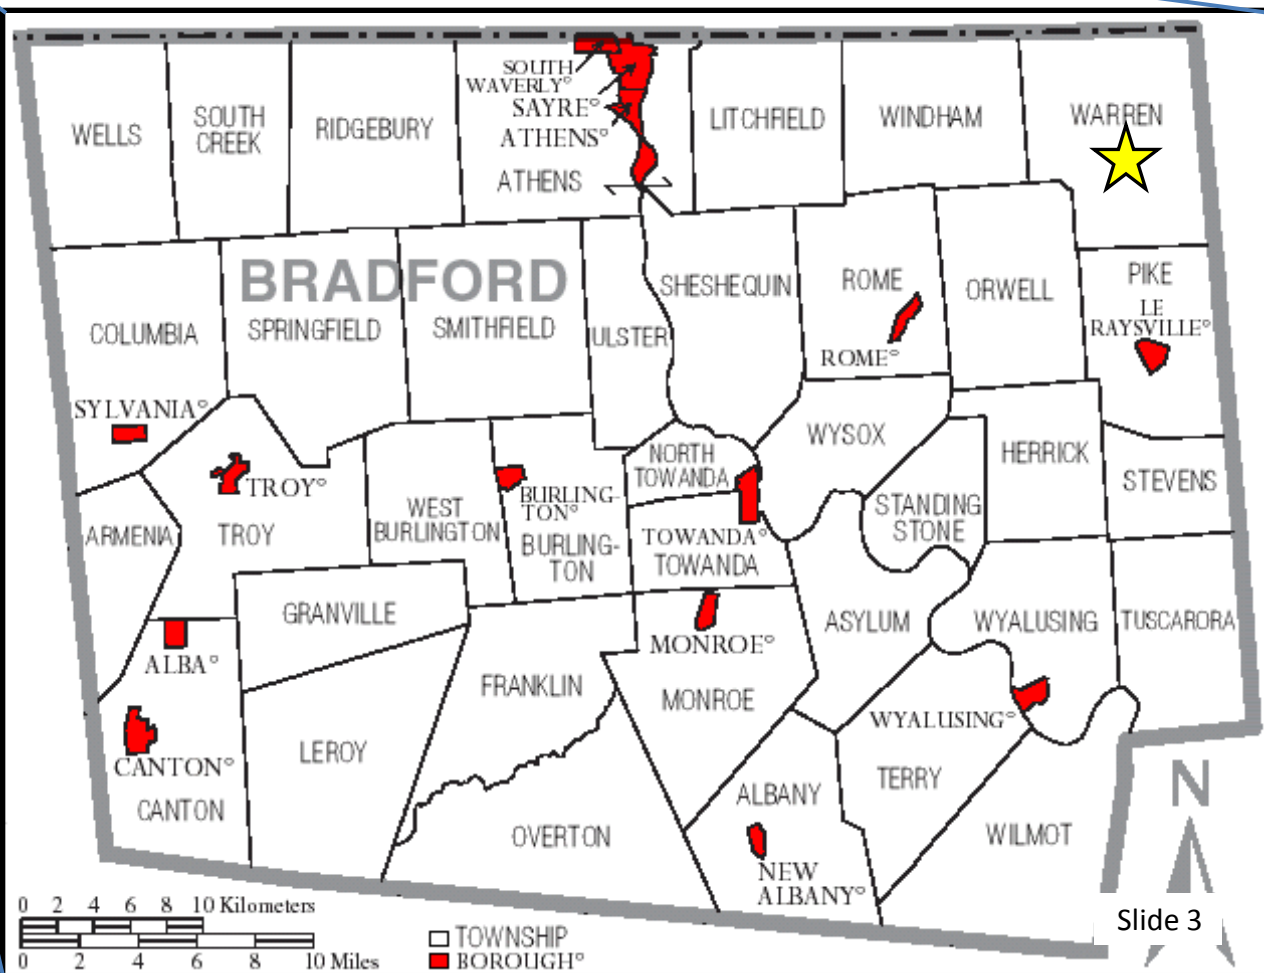 SOUTH
WAVERLY°
SAYRE°
ATHENS°
ATHENS
WELLS
SOUTH
CREEK
RIDGEBURY
LITCHFIELD
WINDHAM
WARREN
BRADFORD
COLUMBIA
SPRINGFIELD
SMITHFIELD
ULSTER
SHESHEQUIN
ROME
ROME°
ORWELL
PIKE
LE
RAYSVILLE°
SYLVANIA°
TROY°
TROY
ARMENIA
WEST
BURLINGTON
BURLING-
TON°
BURLING-
TON
NORTH
TOWANDA
TOWANDA°
TOWANDA
WYSOX
STANDING
STONE
HERRICK
STEVENS
GRANVILLE
ALBA°
CANTON°
CANTON
LEROY
FRANKLIN
OVERTON
MONROE°
MONROE
ASYLUM
WYALUSING
TUSCARORA
WYALUSING°
TERRY
ALBANY
NEW
ALBANY°
WILMOT
N
Slide 3
0 2 4 6 8 10 Kilometers
0 2 4 6 8 10 Miles
TOWNSHIP
BOROUGH°